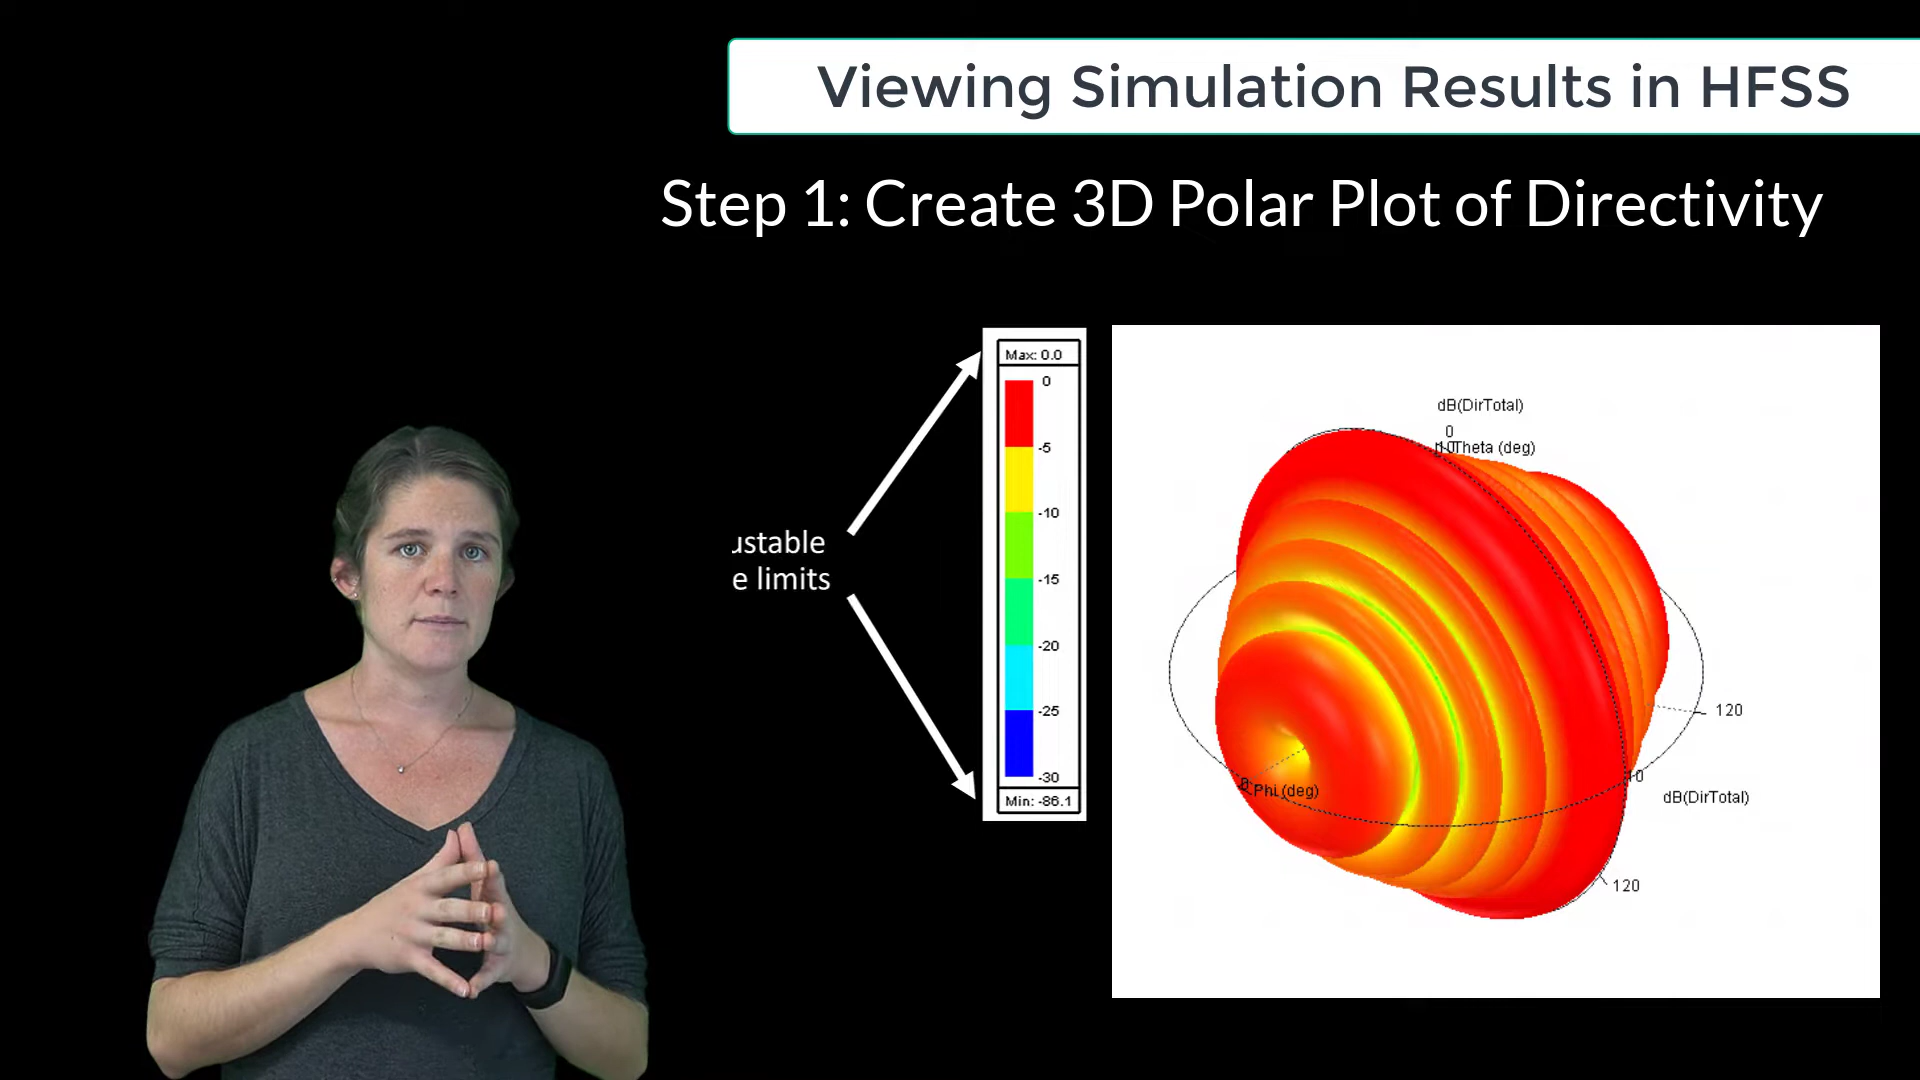 Viewing Simulation Results in HFSS
Step 1: Create 3D Polar Plot of Directivity
ustable
e limits
Max: 0.0
0
-5
-10
-15
-20
-25
-30
Min: -86.1
dB(DirTotal)
0
Theta (deg)
120
10
dB(DirTotal)
Phi (deg)
120